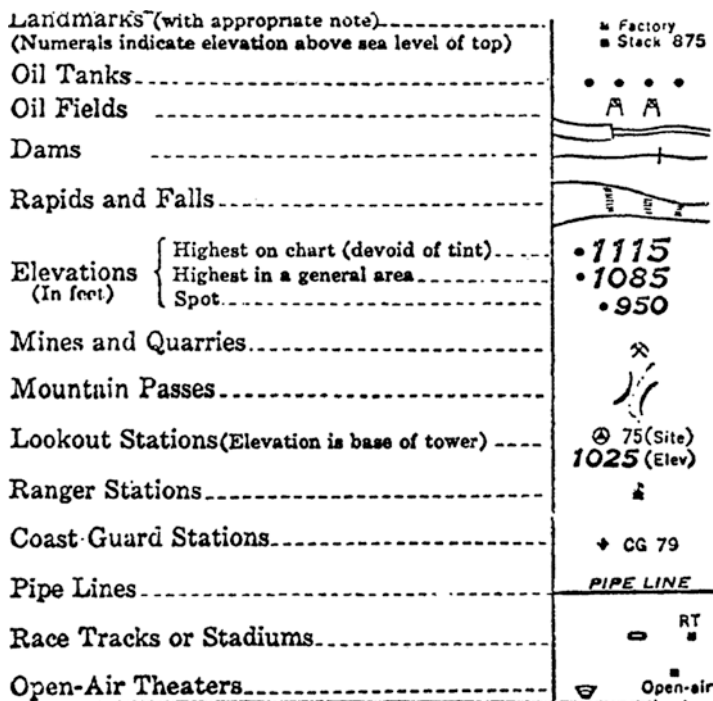 Landmarks (with appropriate note) Factory
(Numerals indicate elevation above sea level of top) Stack 875
Oil Tanks
Oil Fields
Dams
Rapids and Falls
Elevations (In feet)
Highest on chart (devoid of tint) 1115
Highest in a general area 1085
Spot 950
Mines and Quarries
Mountain Passes
Lookout Stations (Elevation is base of tower) 75 (Site)
1025 (Elev)
Ranger Stations
Coast Guard Stations CG 79
Pipe Lines PIPE LINE
Race Tracks or Stadiums RT
Open-Air Theaters Open-air